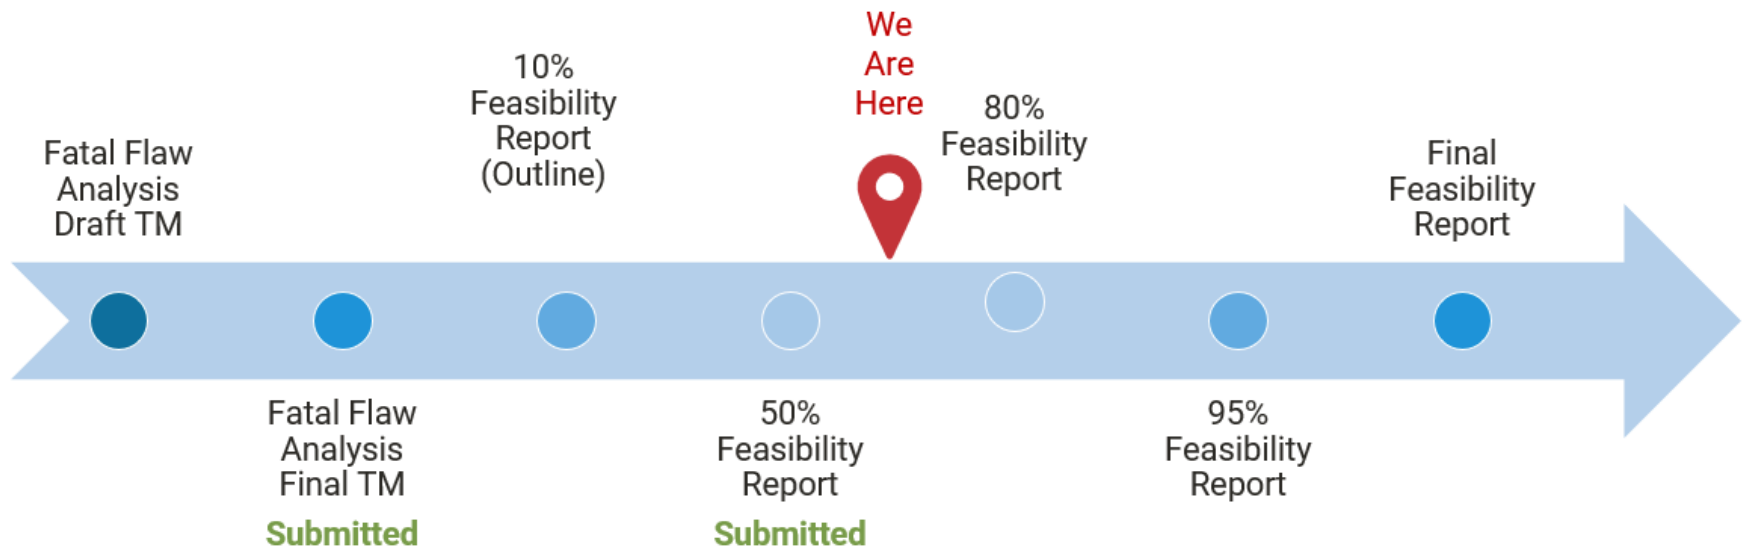 We
Are
Here
10%
Feasibility
Report
(Outline)
80%
Feasibility
Report
Fatal Flaw
Analysis
Draft TM
Final
Feasibility
Report
Fatal Flaw
Analysis
Final TM
Submitted
50%
Feasibility
Report
Submitted
95%
Feasibility
Report